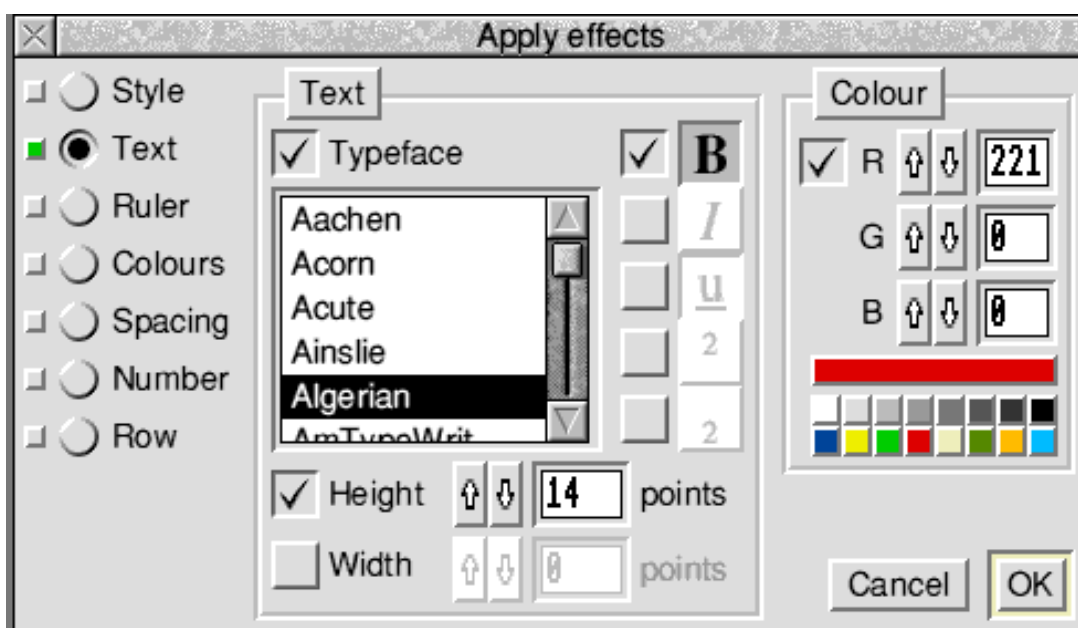 Apply effects
Style
Text
Ruler
Colours
Spacing
Number
Row
Text
Typeface
Aachen
Acorn
Acute
Ainslie
Algerian
AmTypeWrit
B
I
u
2
2
Height 14 points
Width 0 points
Colour
R 221
G 0
B 0
Cancel OK